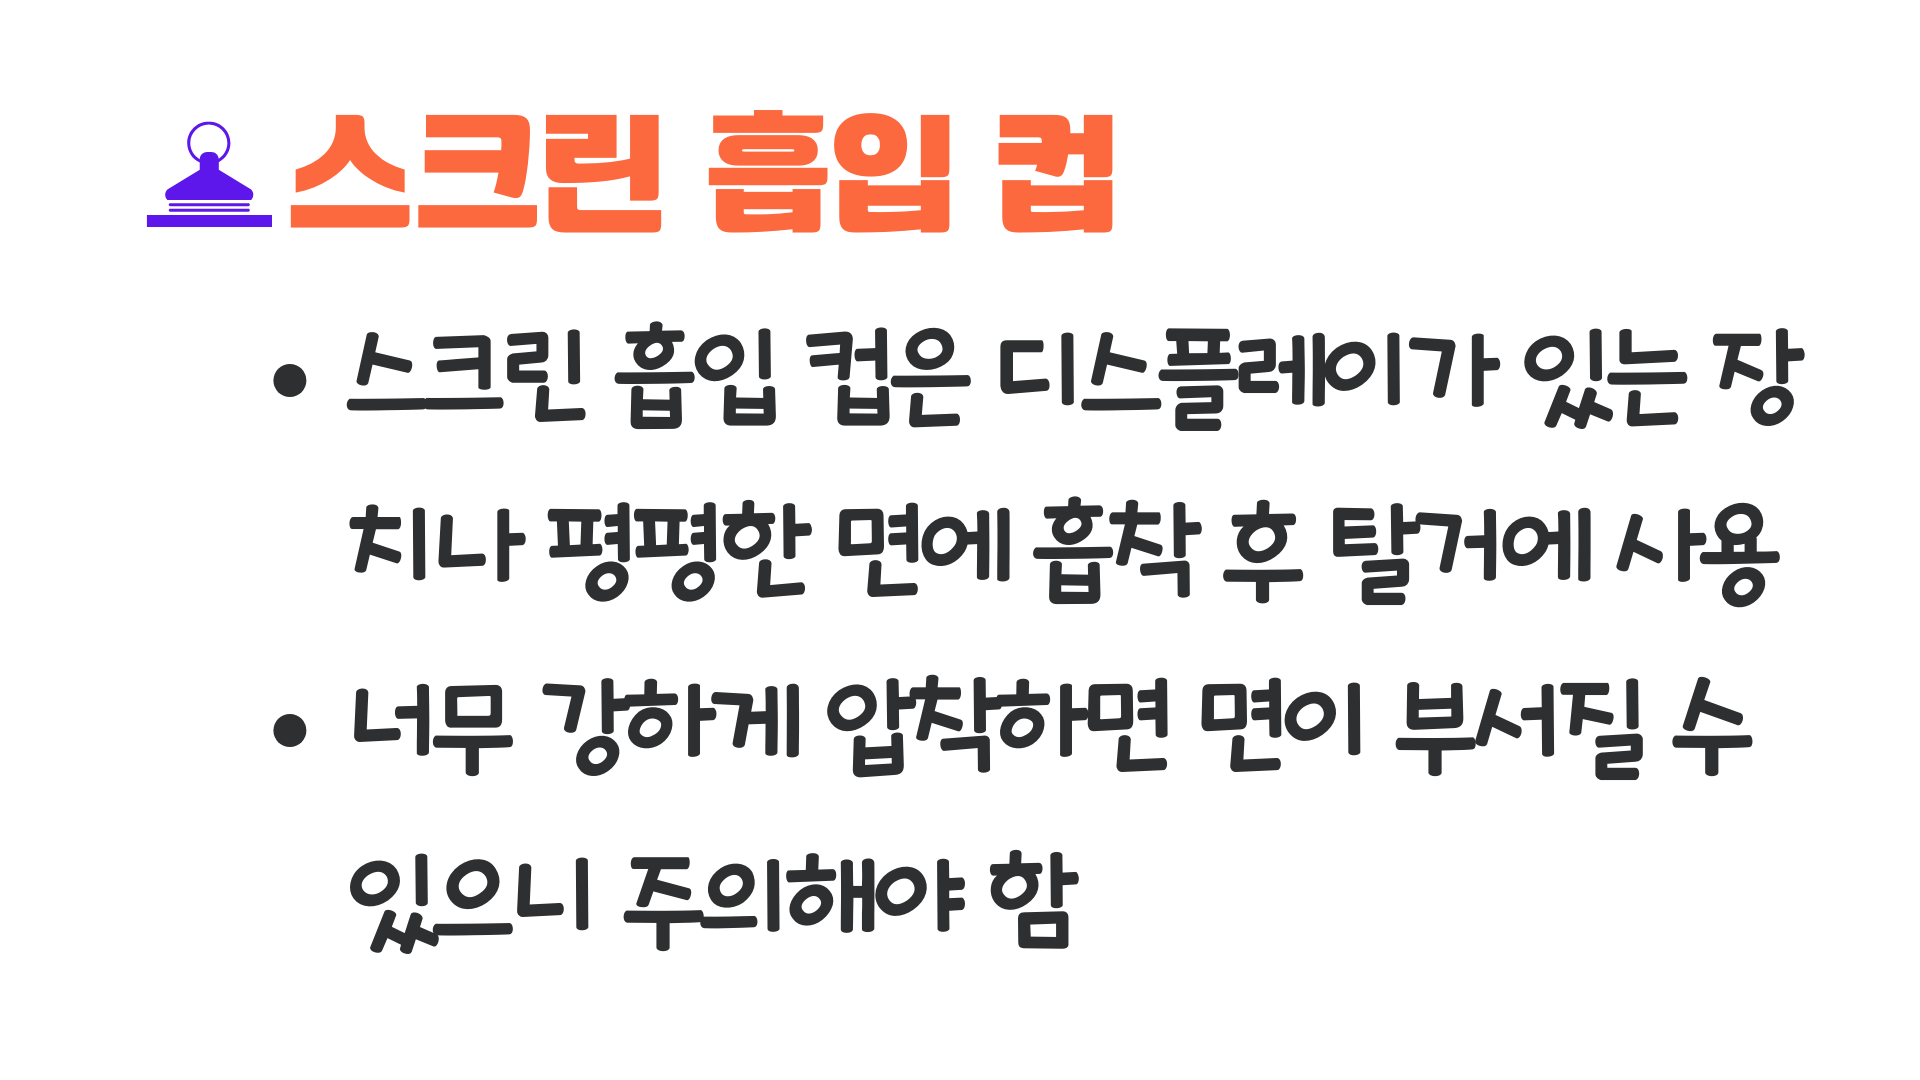 스크린 흡입 컵
• 스크린 흡입 컵은 디스플레이가 있는 장
치나 평평한 면에 흡착 후 탈거에 사용
• 너무 강하게 압착하면 면이 부서질 수
있으니 주의해야 함